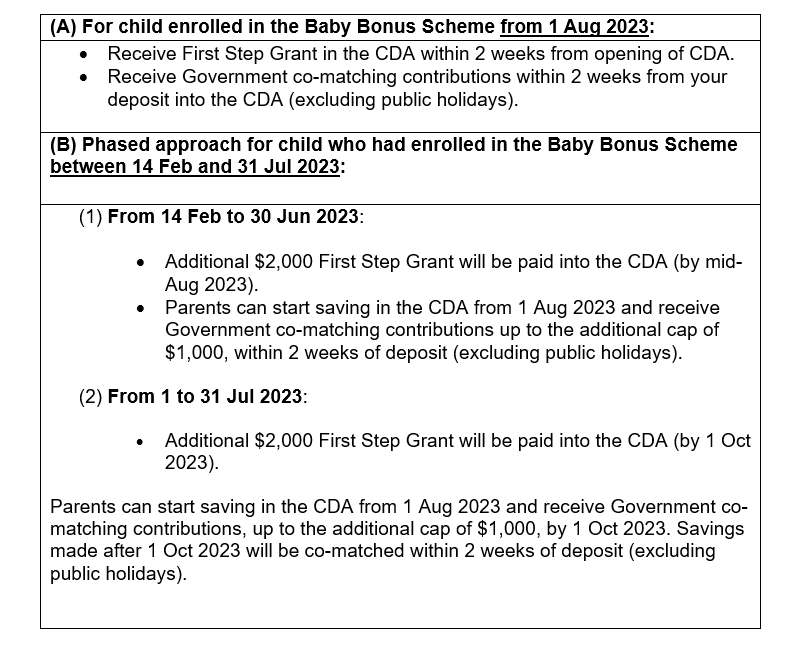 (A) For child enrolled in the Baby Bonus Scheme from 1 Aug 2023:
• Receive First Step Grant in the CDA within 2 weeks from opening of CDA.
• Receive Government co-matching contributions within 2 weeks from your
deposit into the CDA (excluding public holidays).
(B) Phased approach for child who had enrolled in the Baby Bonus Scheme
between 14 Feb and 31 Jul 2023:
(1) From 14 Feb to 30 Jun 2023:
• Additional $2,000 First Step Grant will be paid into the CDA (by mid-
Aug 2023).
• Parents can start saving in the CDA from 1 Aug 2023 and receive
Government co-matching contributions up to the additional cap of
$1,000, within 2 weeks of deposit (excluding public holidays).
(2) From 1 to 31 Jul 2023:
• Additional $2,000 First Step Grant will be paid into the CDA (by 1 Oct
2023).
Parents can start saving in the CDA from 1 Aug 2023 and receive Government co-
matching contributions, up to the additional cap of $1,000, by 1 Oct 2023. Savings
made after 1 Oct 2023 will be co-matched within 2 weeks of deposit (excluding
public holidays).